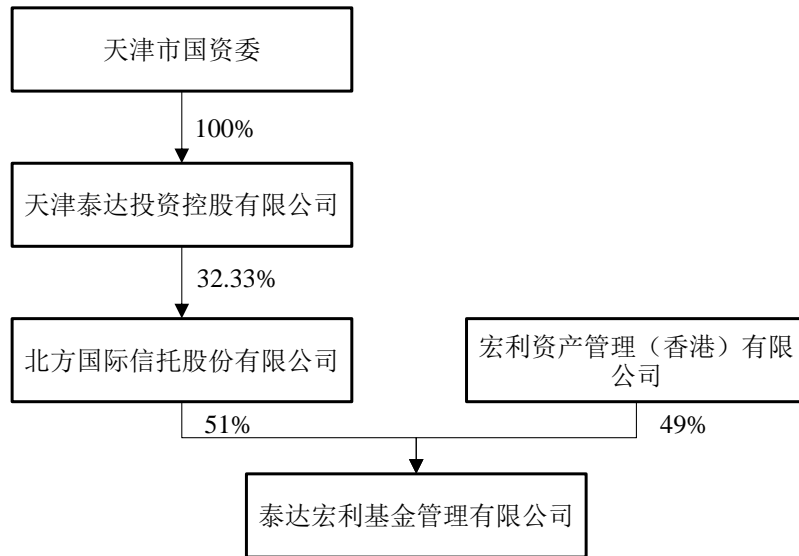 天津市国资委
100%
天津泰达投资控股有限公司
32.33%
北方国际信托股份有限公司
宏利资产管理（香港）有限
公司
51%
49%
泰达宏利基金管理有限公司